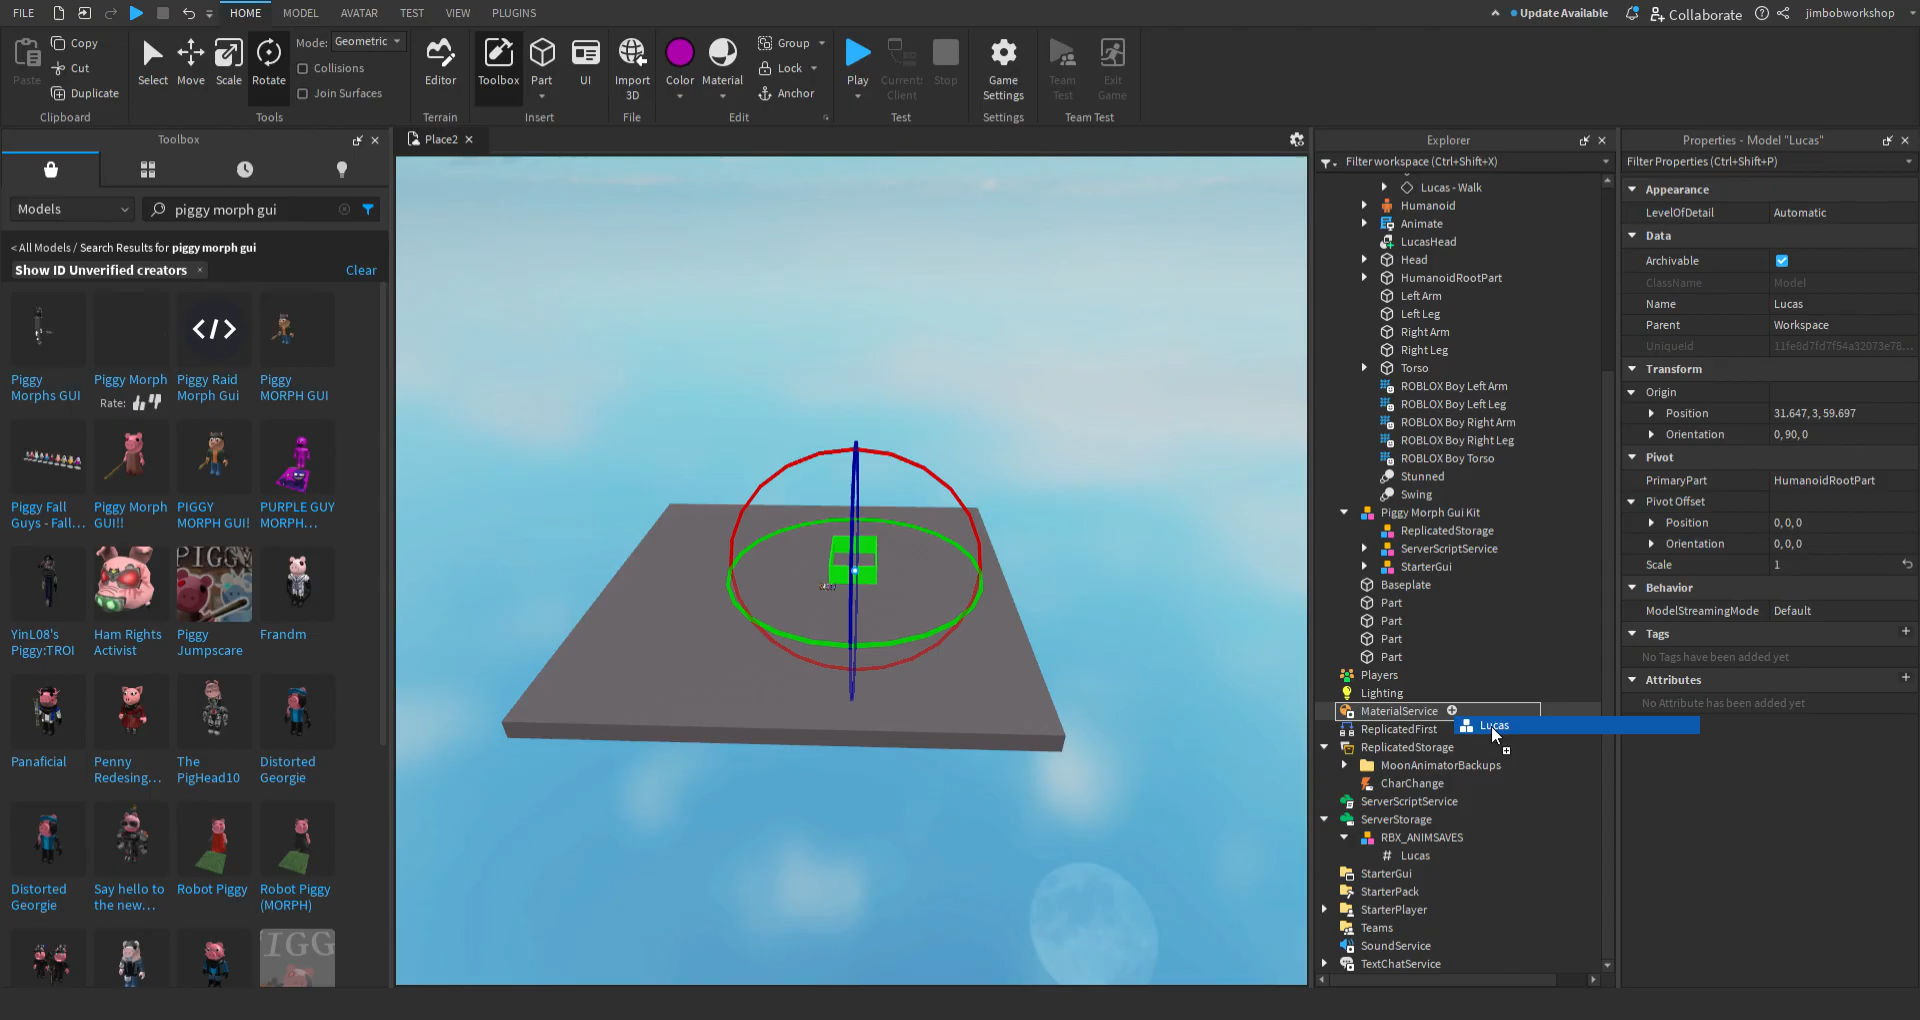 FILE
HOME
MODEL
AVATAR
TEST
VIEW
PLUGINS
Update Available
Collaborate
jimbobworkshop
Paste
Copy
Cut
Duplicate
Clipboard
Select
Move
Scale
Rotate
Mode: Geometric
Collisions
Join Surfaces
Tools
Editor
Terrain
Toolbox
Part
UI
Insert
Import
3D
File
Color
Material
Group
Lock
Anchor
Edit
Play
Current:
Client
Stop
Test
Game
Settings
Settings
Team
Test
Exit
Game
Team Test
Toolbox
Models
piggy morph gui
< All Models / Search Results for piggy morph gui
Show ID Unverified creators ×
Clear
Piggy
Morphs GUI
Piggy Morph
Rate:
Piggy Raid
Morph Gui
Piggy
MORPH GUI
Piggy Fall
Guys - Fall...
Piggy Morph
GUI!!
PIGGY
MORPH GUI!
PURPLE GUY
MORPH...
YinL08's
Piggy:TROI
Ham Rights
Activist
PIGGY
Piggy
Jumpscare
Frandm
Panaficial
Penny
Redesing...
The
PigHead10
Distorted
Georgie
Distorted
Georgie
Say hello to
the new...
Robot Piggy
Robot Piggy
(MORPH)
IGG
Place2
Explorer
Filter workspace (Ctrl+Shift+X)
Lucas - Walk
Humanoid
Animate
LucasHead
Head
HumanoidRootPart
Left Arm
Left Leg
Right Arm
Right Leg
Torso
ROBLOX Boy Left Arm
ROBLOX Boy Left Leg
ROBLOX Boy Right Arm
ROBLOX Boy Right Leg
ROBLOX Boy Torso
Stunned
Swing
Piggy Morph Gui Kit
ReplicatedStorage
ServerScriptService
StarterGui
Baseplate
Part
Part
Part
Part
Players
Lighting
MaterialService
Lucas
ReplicatedFirst
ReplicatedStorage
MoonAnimatorBackups
CharChange
ServerScriptService
ServerStorage
RBX_ANIMSAVES
# Lucas
StarterGui
StarterPack
StarterPlayer
Teams
SoundService
TextChatService
Properties - Model "Lucas"
Filter Properties (Ctrl+Shift+P)
Appearance
LevelOfDetail Automatic
Data
Archivable
ClassName Model
Name Lucas
Parent Workspace
UniqueId 11fe8d7fd7f54a32073e78...
Transform
Origin
Position 31.647, 3, 59.697
Orientation 0, 90, 0
Pivot
PrimaryPart HumanoidRootPart
Pivot Offset
Position 0, 0, 0
Orientation 0, 0, 0
Scale 1
Behavior
ModelStreamingMode Default
Tags
No Tags have been added yet
Attributes
No Attribute has been added yet